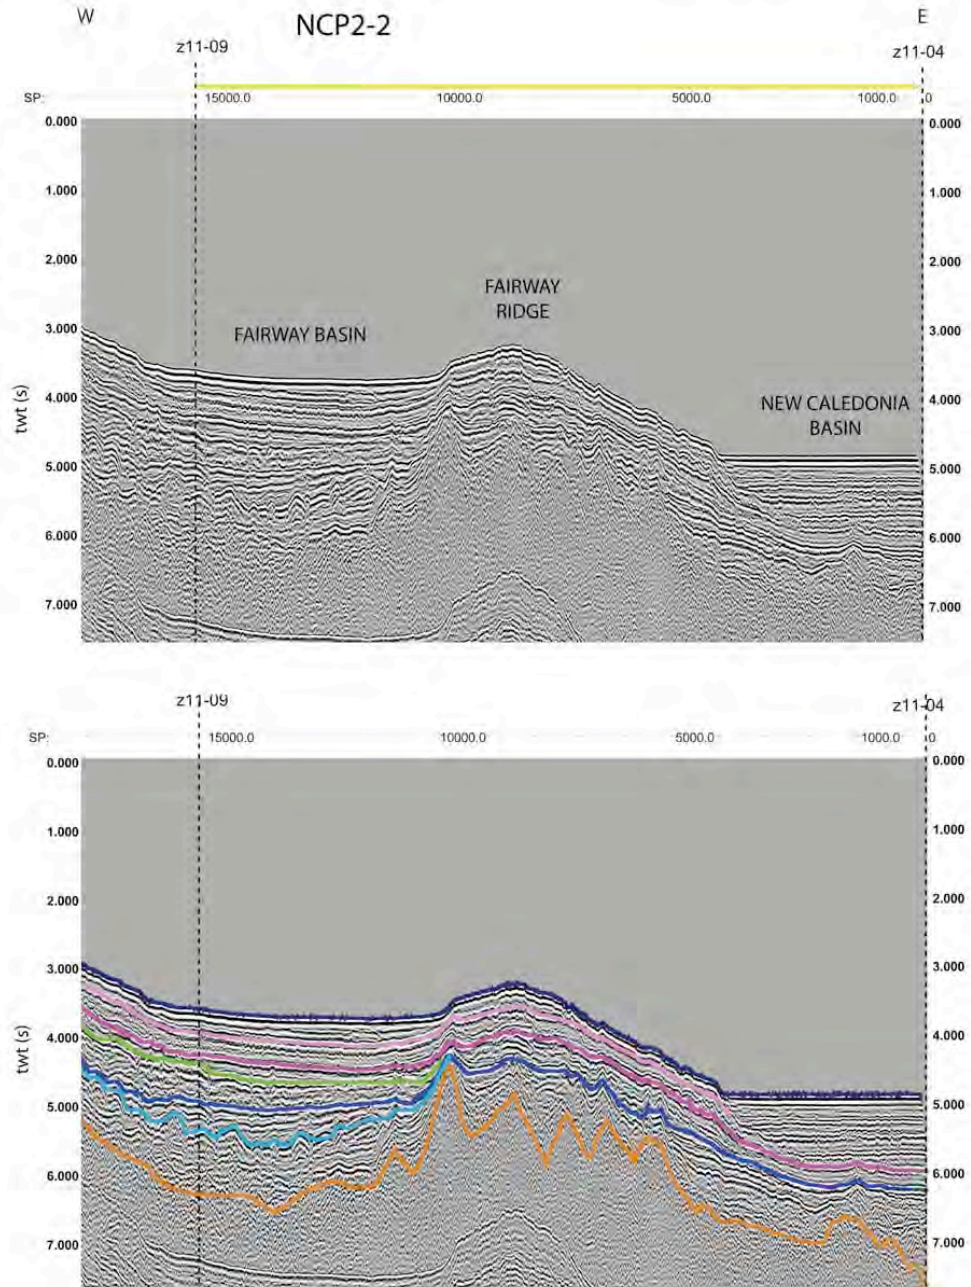 W
NCP2-2
E
z11-09
z11-04
SP:
15000.0
10000.0
5000.0
1000.0
0
0.000
0.000
1.000
1.000
2.000
2.000
FAIRWAY
RIDGE
3.000
3.000
FAIRWAY BASIN
4.000
4.000
twt (s)
NEW CALEDONIA
BASIN
5.000
5.000
6.000
6.000
7.000
7.000
z11-09
z11-04
SP:
15000.0
10000.0
5000.0
1000.0
0
0.000
0.000
1.000
1.000
2.000
2.000
3.000
3.000
4.000
4.000
twt (s)
5.000
5.000
6.000
6.000
7.000
7.000